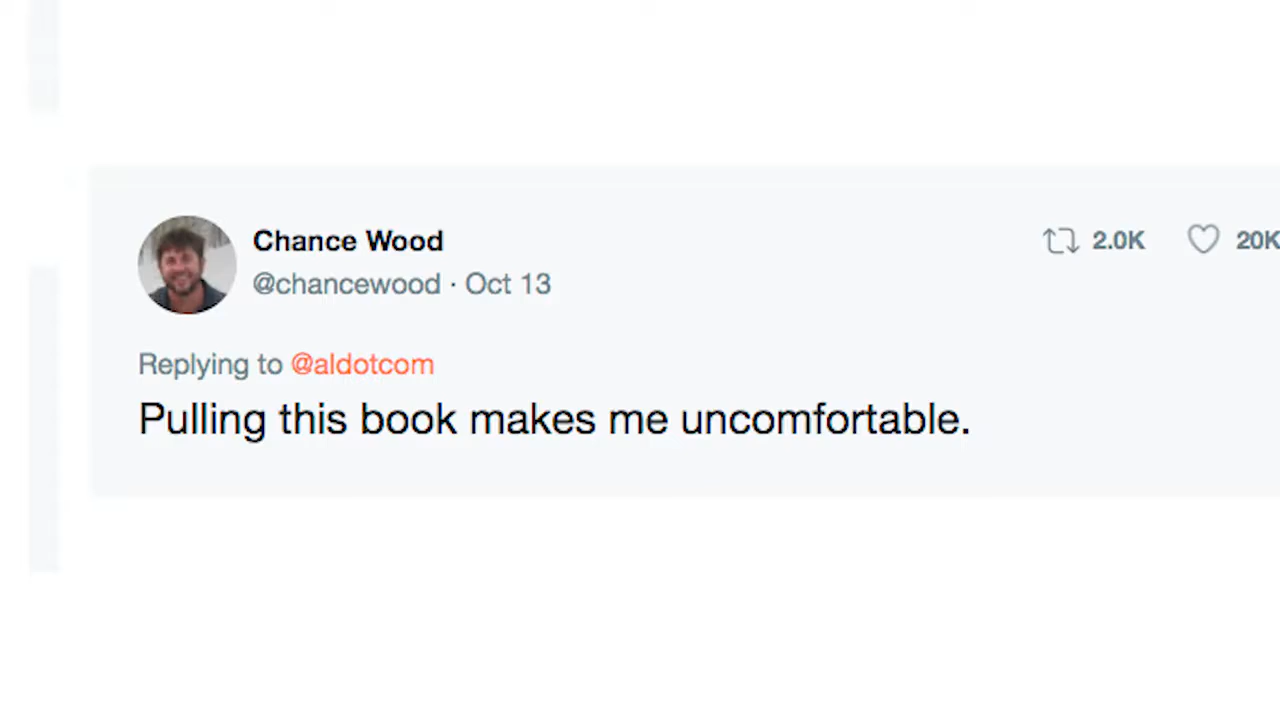 Chance Wood
2.0K
20K
@chancewood · Oct 13
Replying to @aldotcom
Pulling this book makes me uncomfortable.